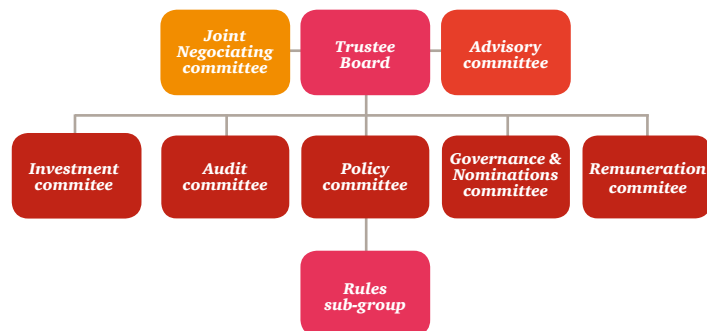 Joint
Negociating
committee
Trustee
Board
Advisory
committee
Investment
commitee
Audit
committee
Policy
committee
Governance &
Nominations
committee
Remuneration
commitee
Rules
sub-group